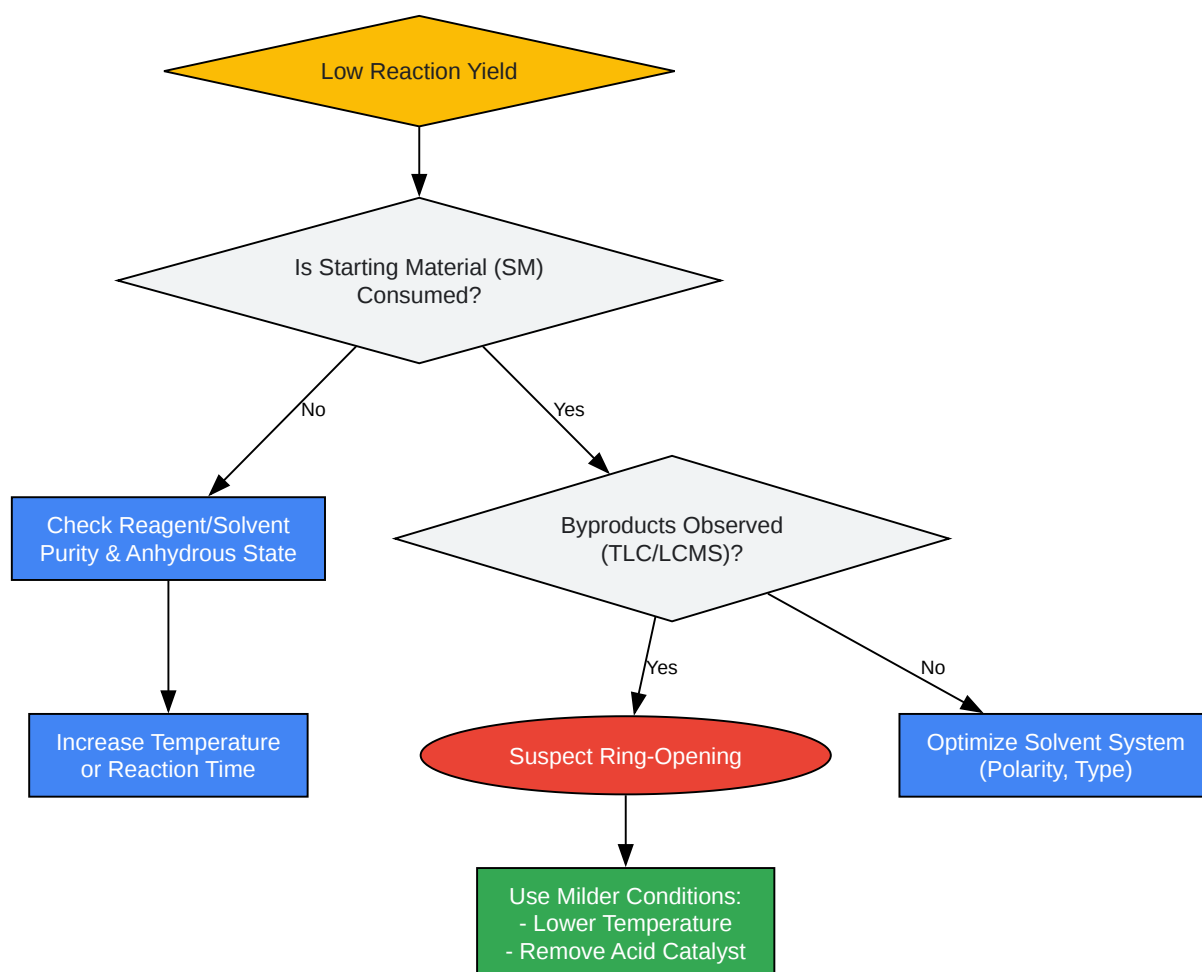 Low Reaction Yield
Is Starting Material (SM)
Consumed?
No
Yes
Check Reagent/Solvent
Purity & Anhydrous State
Byproducts Observed
(TLC/LCMS)?
Yes
No
Increase Temperature
or Reaction Time
Suspect Ring-Opening
Optimize Solvent System
(Polarity, Type)
Use Milder Conditions:
- Lower Temperature
- Remove Acid Catalyst